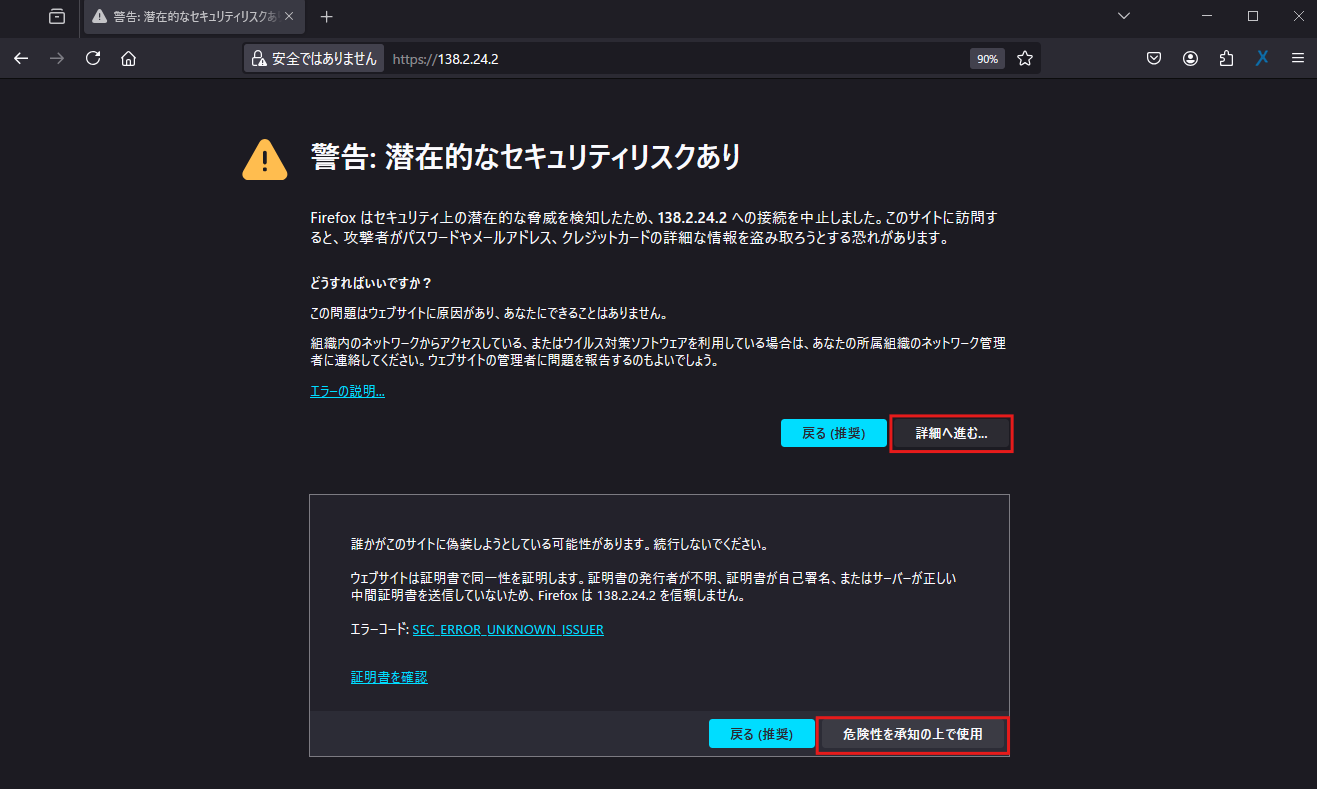 警告: 潜在的なセキュリティリスクあり
安全ではありません
https://138.2.24.2
90%
警告: 潜在的なセキュリティリスクあり
Firefox はセキュリティ上の潜在的な脅威を検知したため、138.2.24.2 への接続を中止しました。このサイトに訪問す
ると、攻撃者がパスワードやメールアドレス、クレジットカードの詳細な情報を盗み取ろうとする恐れがあります。
どうすればいいですか？
この問題はウェブサイトに原因があり、あなたにできることはありません。
組織内のネットワークからアクセスしている、またはウイルス対策ソフトウェアを利用している場合は、あなたの所属組織のネットワーク管理
者に連絡してください。ウェブサイトの管理者に問題を報告するのもよいでしょう。
エラーの説明...
戻る (推奨)
詳細へ進む...
誰かがこのサイトに偽装しようとしている可能性があります。続行しないでください。
ウェブサイトは証明書で同一性を証明します。証明書の発行者が不明、証明書が自己署名、またはサーバーが正しい
中間証明書を送信していないため、Firefox は 138.2.24.2 を信頼しません。
エラーコード: SEC_ERROR_UNKNOWN_ISSUER
証明書を確認
戻る (推奨)
危険性を承知の上で使用